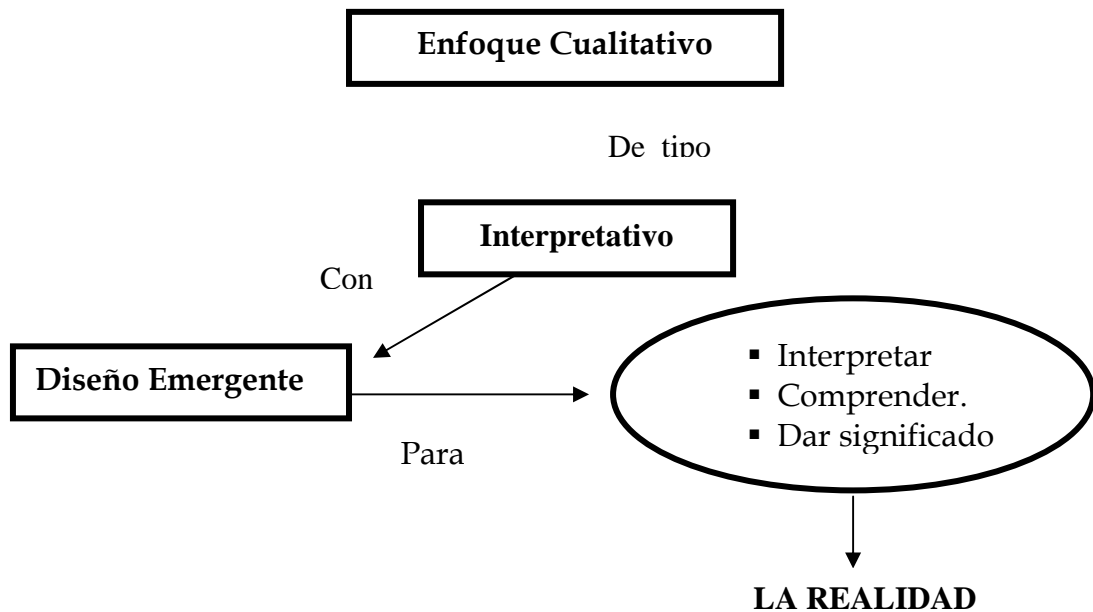 Enfoque Cualitativo
De tipo
Interpretativo
Con
Diseño Emergente
Para
▪ Interpretar
▪ Comprender.
▪ Dar significado
LA REALIDAD